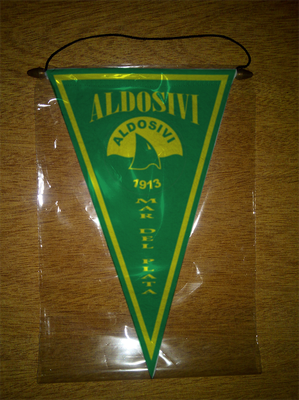 ALDOSIVI
ALDOSIVI
1913
MAR DEL PLATA